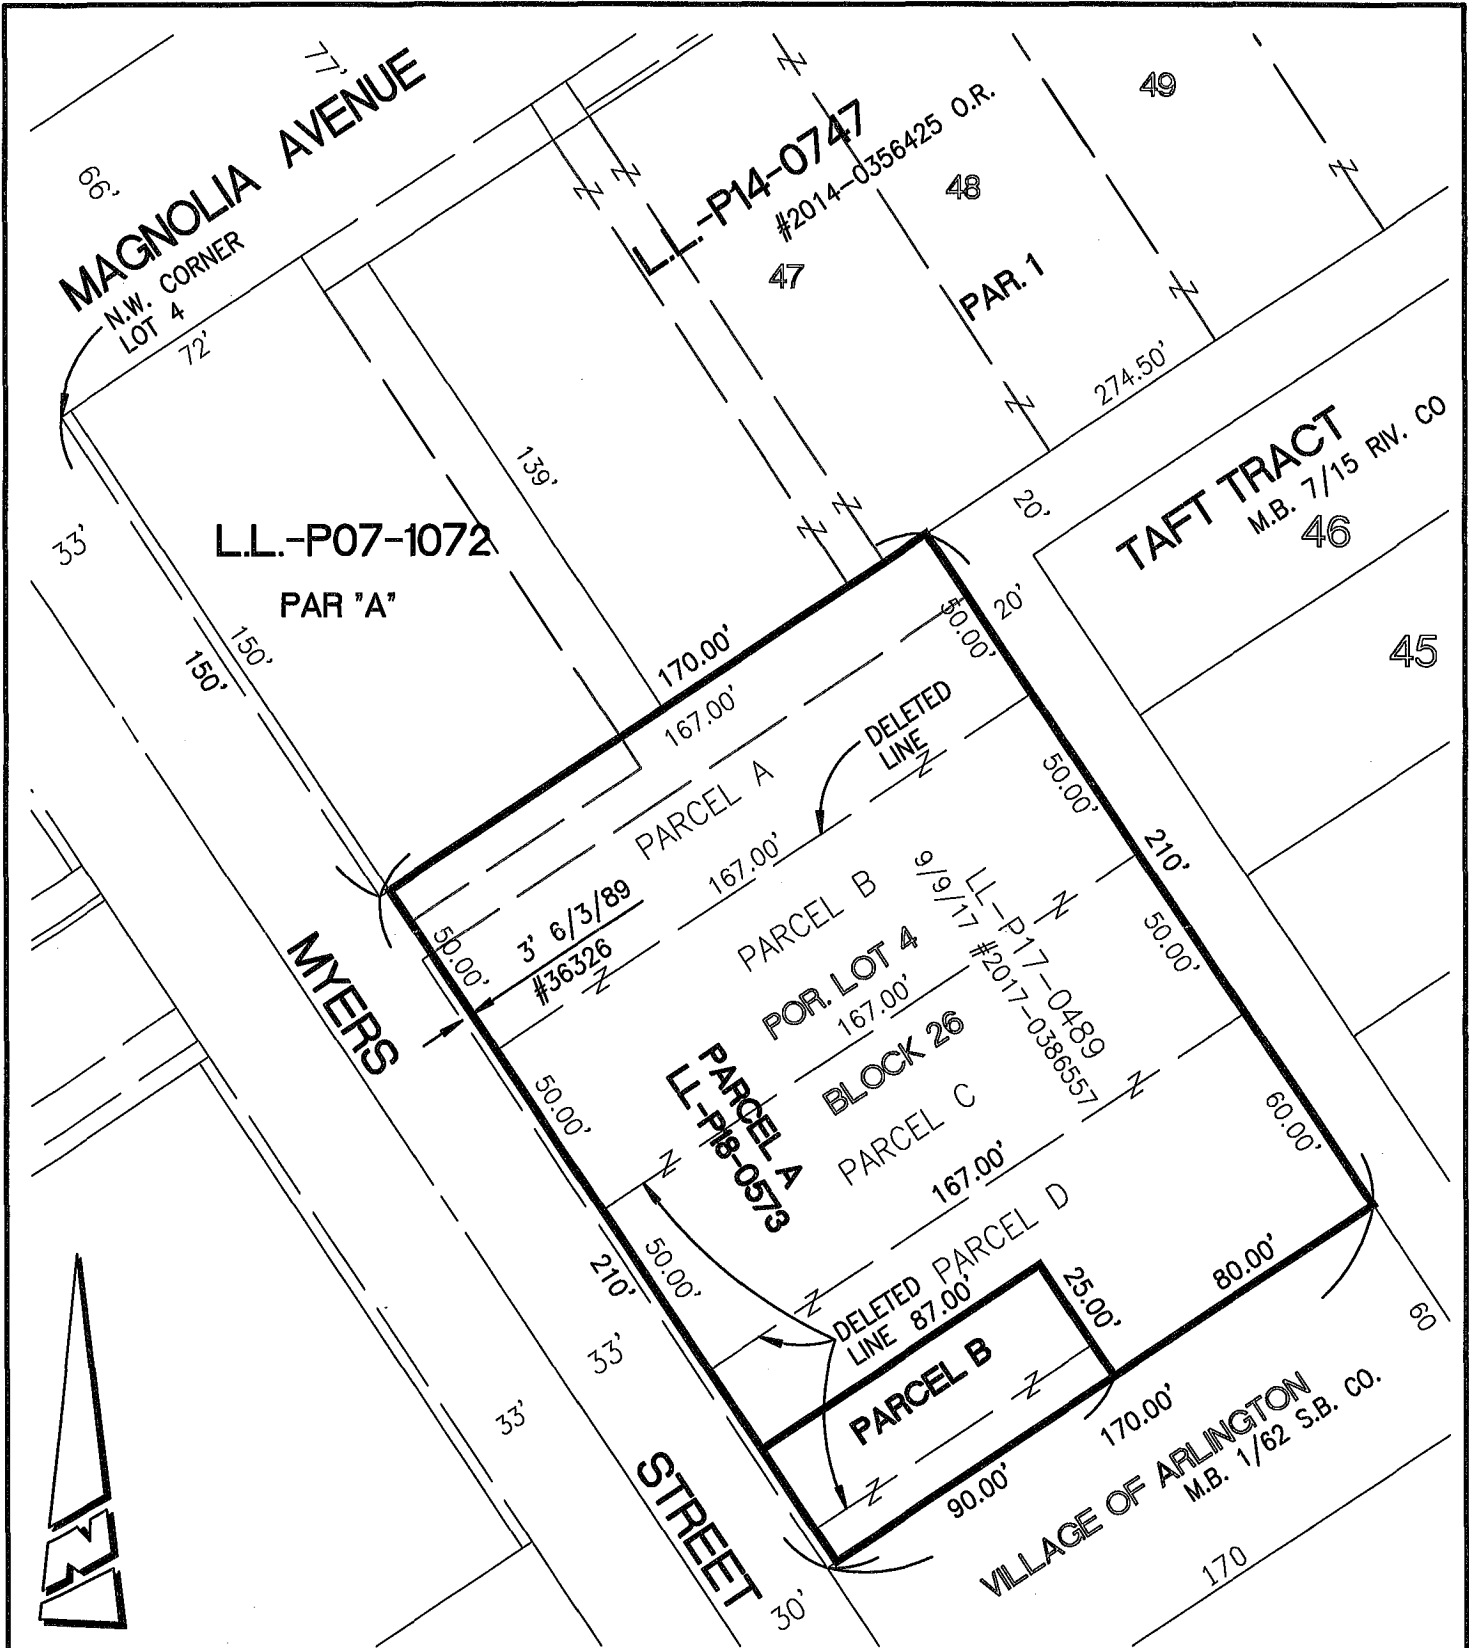 77'
66'
MAGNOLIA AVENUE
N.W. CORNER
LOT 4
72'
L.L.-P14-0747
#2014-0356425 O.R.
49
48
47
PAR. 1
274.50'
139'
33'
L.L.-P07-1072
PAR "A"
150'
150'
TAFT TRACT
M.B. 7/15 RIV. CO
46
45
20'
20'
170.00'
167.00'
50.00'
DELETED
LINE
PARCEL A
50.00'
167.00'
3' 6/3/89
#36326
50.00'
210'
PARCEL B
LL-P17-0489
9/9/17 #2017-0386557
POR. LOT 4
167.00'
BLOCK 26
50.00'
MYERS
STREET
PARCEL A
LL-P18-0573
50.00'
PARCEL C
60.00'
167.00'
PARCEL D
210'
50.00'
DELETED
LINE
87.00'
25.00'
80.00'
PARCEL B
33'
33'
60
170.00'
90.00'
VILLAGE OF ARLINGTON
M.B. 1/62 S.B. CO.
170
30'
N